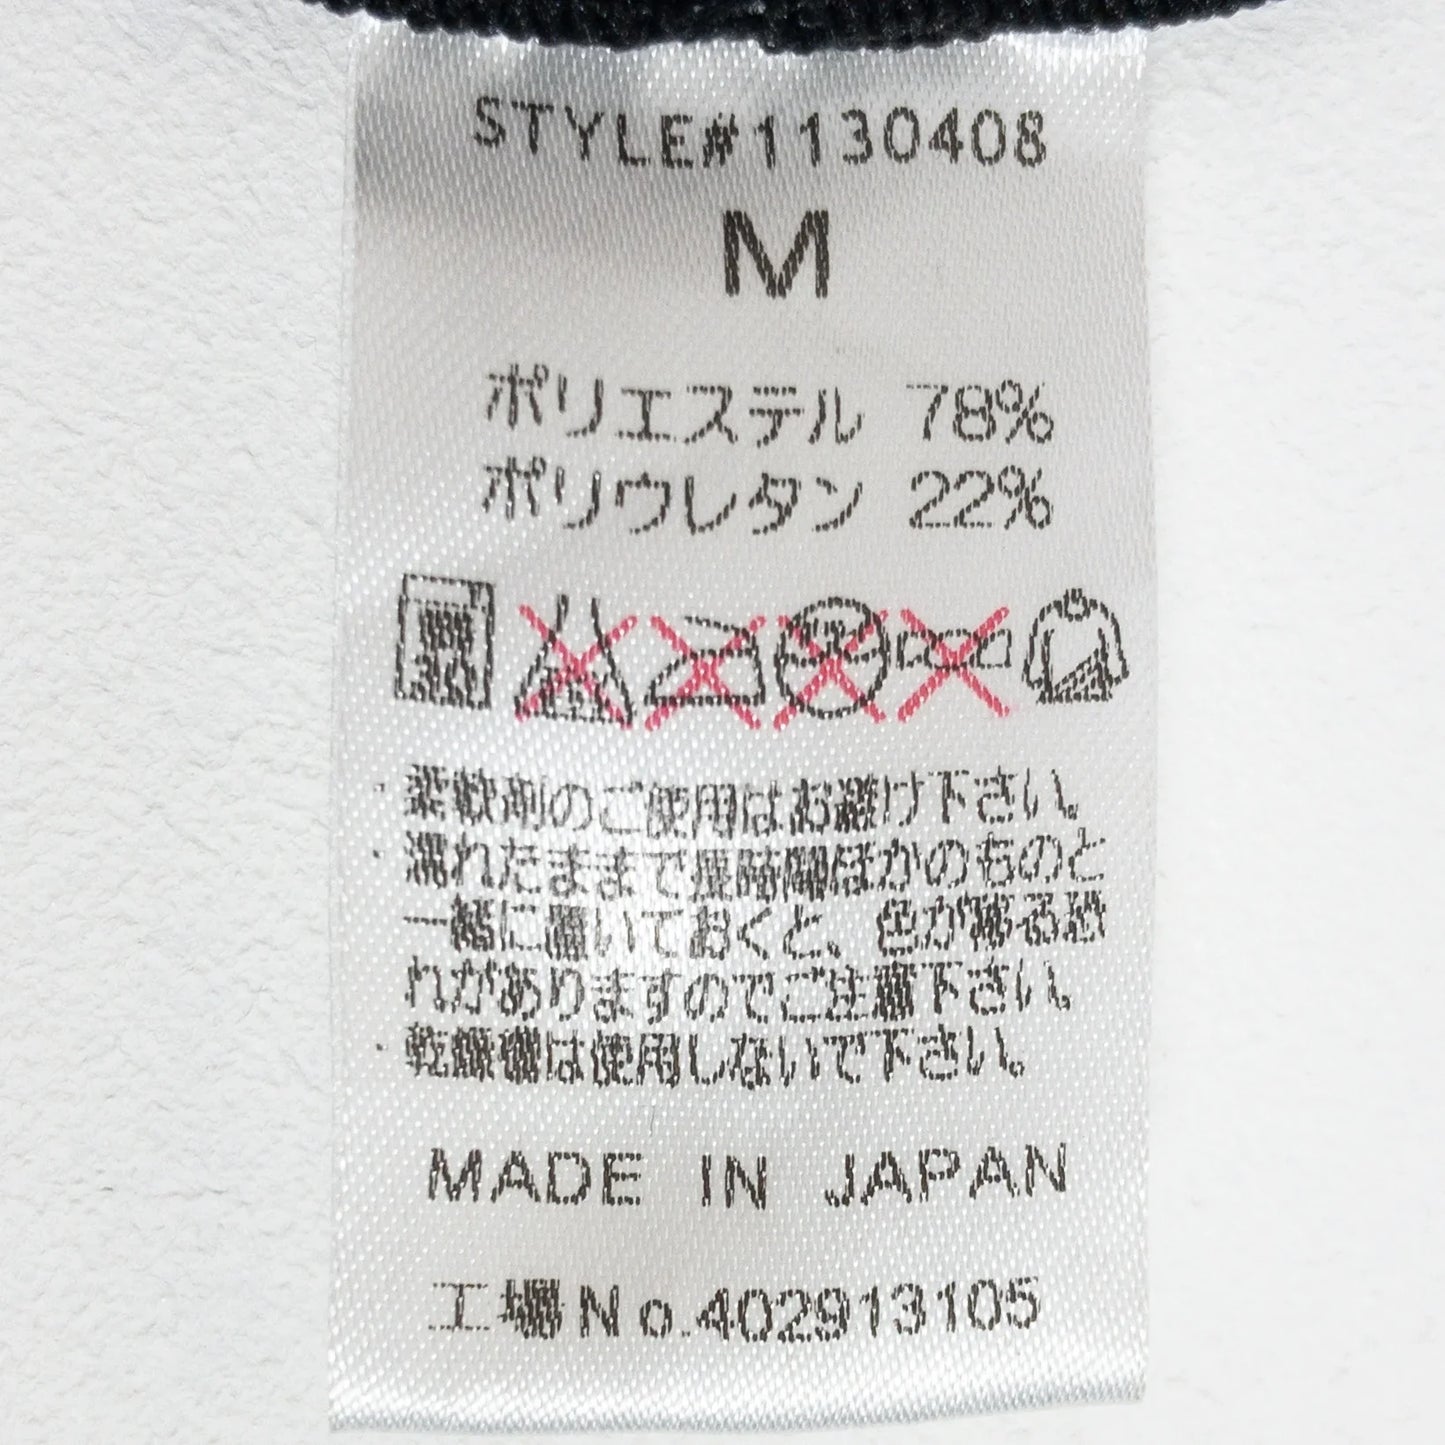 STYLE#1130408
M
ポリエステル 78%
ポリウレタン 22%
・柔軟剤のご使用はお避け下さい。
・濡れたままで長時間ほかのものと
一緒に置いておくと、色が移る恐
れがありますのでご注意下さい。
・乾燥機は使用しないで下さい。
MADE IN JAPAN
工場No.402913105